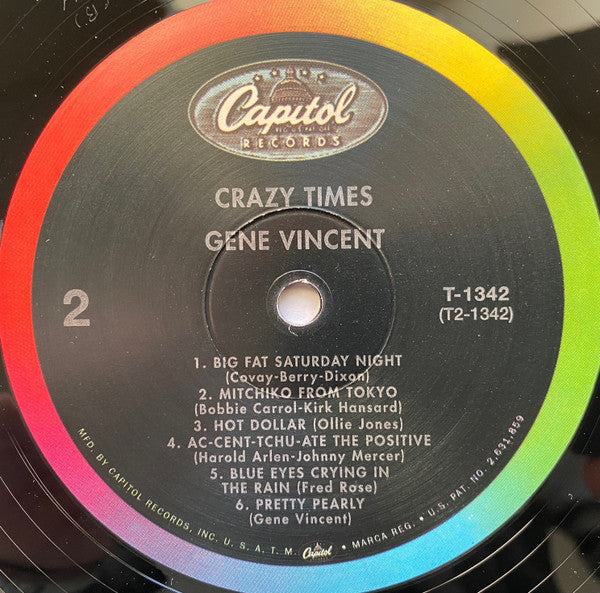 Capitol
RECORDS
CRAZY TIMES
GENE VINCENT
2
T-1342
(T2-1342)
1. BIG FAT SATURDAY NIGHT
(Covay-Berry-Dixon)
2. MITCHIKO FROM TOKYO
(Bobbie Carrol-Kirk Hansard)
3. HOT DOLLAR (Ollie Jones)
4. AC-CENT-TCHU-ATE THE POSITIVE
(Harold Arlen-Johnny Mercer)
5. BLUE EYES CRYING IN
THE RAIN (Fred Rose)
6. PRETTY PEARLY
(Gene Vincent)
MFD. BY CAPITOL RECORDS, INC. U. S. A. T. M. Capitol • MARCA REG. • U.S. PAT. NO. 2,631,859